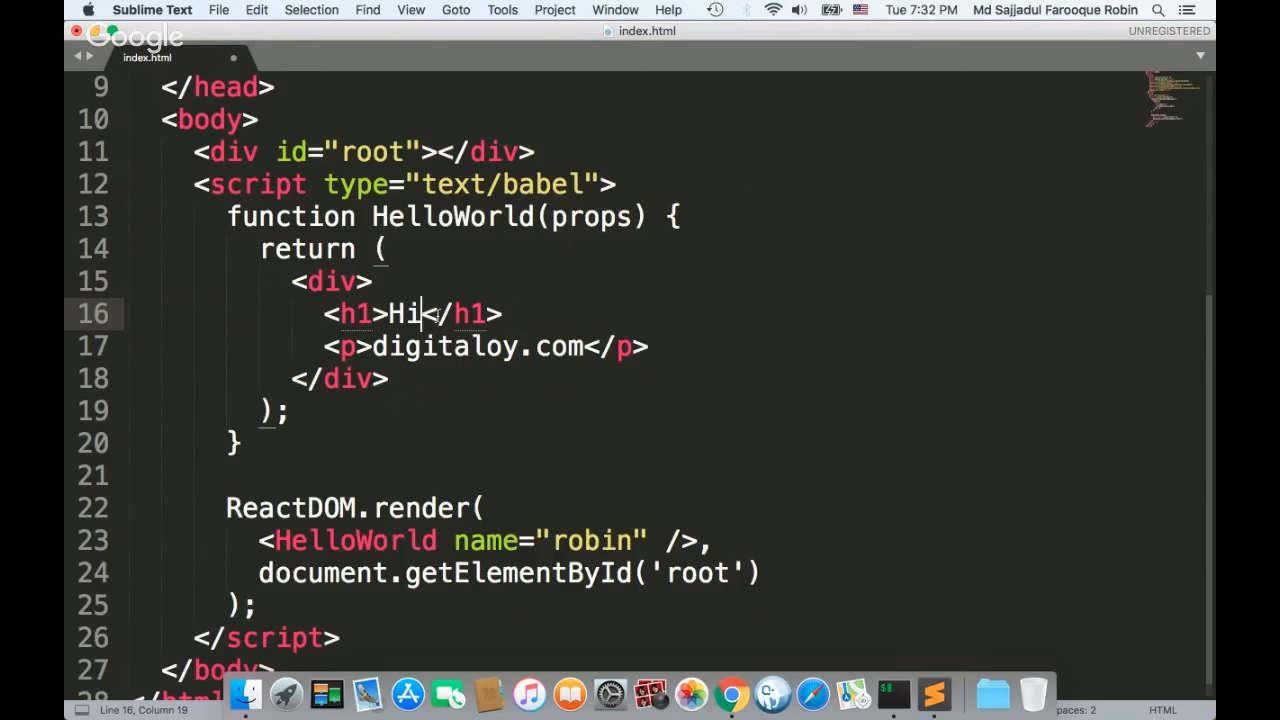 Sublime Text File Edit Selection Find View Goto Tools Project Window Help Tue 7:32 PM Md Sajjadul Farooque Robin
Google
index.html
UNREGISTERED
index.html
9 </head>
10 <body>
11 <div id="root"></div>
12 <script type="text/babel">
13 function HelloWorld(props) {
14 return (
15 <div>
16 <h1>Hi</h1>
17 <p>digitaloy.com</p>
18 </div>
19 );
20 }
21
22 ReactDOM.render(
23 <HelloWorld name="robin" />,
24 document.getElementById('root')
25 );
26 </script>
27 </body>
Line 16, Column 19
paces: 2
HTML